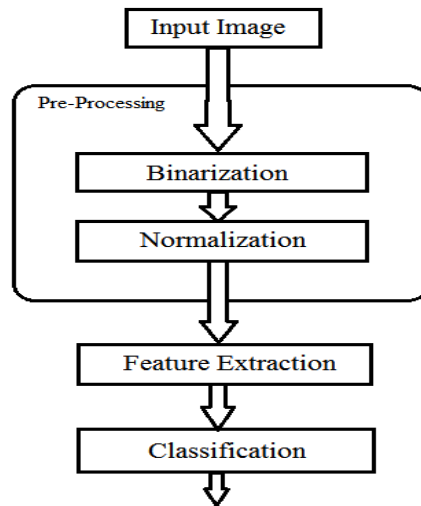 Input Image
Pre-Processing
Binarization
Normalization
Feature Extraction
Classification